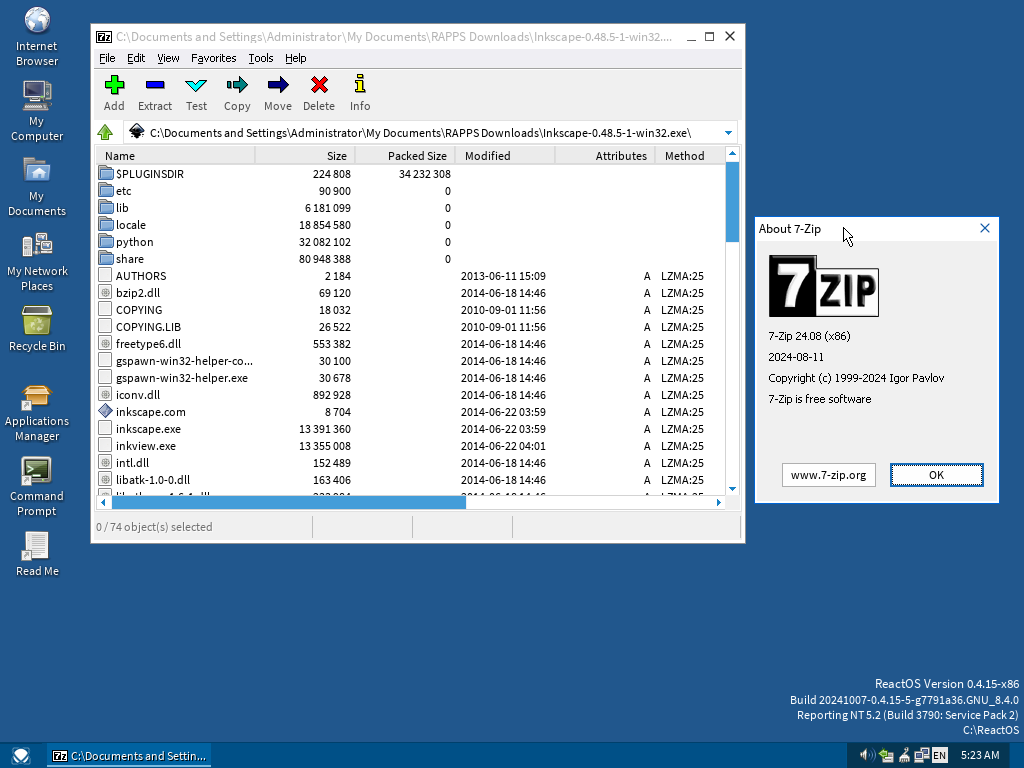 Internet
Browser
My
Computer
My
Documents
My Network
Places
Recycle Bin
Applications
Manager
Command
Prompt
Read Me
7z C:\Documents and Settings\Administrator\My Documents\RAPPS Downloads\Inkscape-0.48.5-1-win32....
File Edit View Favorites Tools Help
Add Extract Test Copy Move Delete Info
C:\Documents and Settings\Administrator\My Documents\RAPPS Downloads\Inkscape-0.48.5-1-win32.exe\
Name Size Packed Size Modified Attributes Method
$PLUGINSDIR 224 808 34 232 308
etc 90 900 0
lib 6 181 099 0
locale 18 854 580 0
python 32 082 102 0
share 80 948 388 0
AUTHORS 2 184 2013-06-11 15:09 A LZMA:25
bzip2.dll 69 120 2014-06-18 14:46 A LZMA:25
COPYING 18 032 2010-09-01 11:56 A LZMA:25
COPYING.LIB 26 522 2010-09-01 11:56 A LZMA:25
freetype6.dll 553 382 2014-06-18 14:46 A LZMA:25
gspawn-win32-helper-co... 30 100 2014-06-18 14:46 A LZMA:25
gspawn-win32-helper.exe 30 678 2014-06-18 14:46 A LZMA:25
iconv.dll 892 928 2014-06-18 14:46 A LZMA:25
inkscape.com 8 704 2014-06-22 03:59 A LZMA:25
inkscape.exe 13 391 360 2014-06-22 03:59 A LZMA:25
inkview.exe 13 355 008 2014-06-22 04:01 A LZMA:25
intl.dll 152 489 2014-06-18 14:46 A LZMA:25
libatk-1.0-0.dll 163 406 2014-06-18 14:46 A LZMA:25
0 / 74 object(s) selected
About 7-Zip
7ZIP
7-Zip 24.08 (x86)
2024-08-11
Copyright (c) 1999-2024 Igor Pavlov
7-Zip is free software
www.7-zip.org OK
ReactOS Version 0.4.15-x86
Build 20241007-0.4.15-5-g7791a36.GNU_8.4.0
Reporting NT 5.2 (Build 3790: Service Pack 2)
C:\ReactOS
7z C:\Documents and Settin... EN 5:23 AM